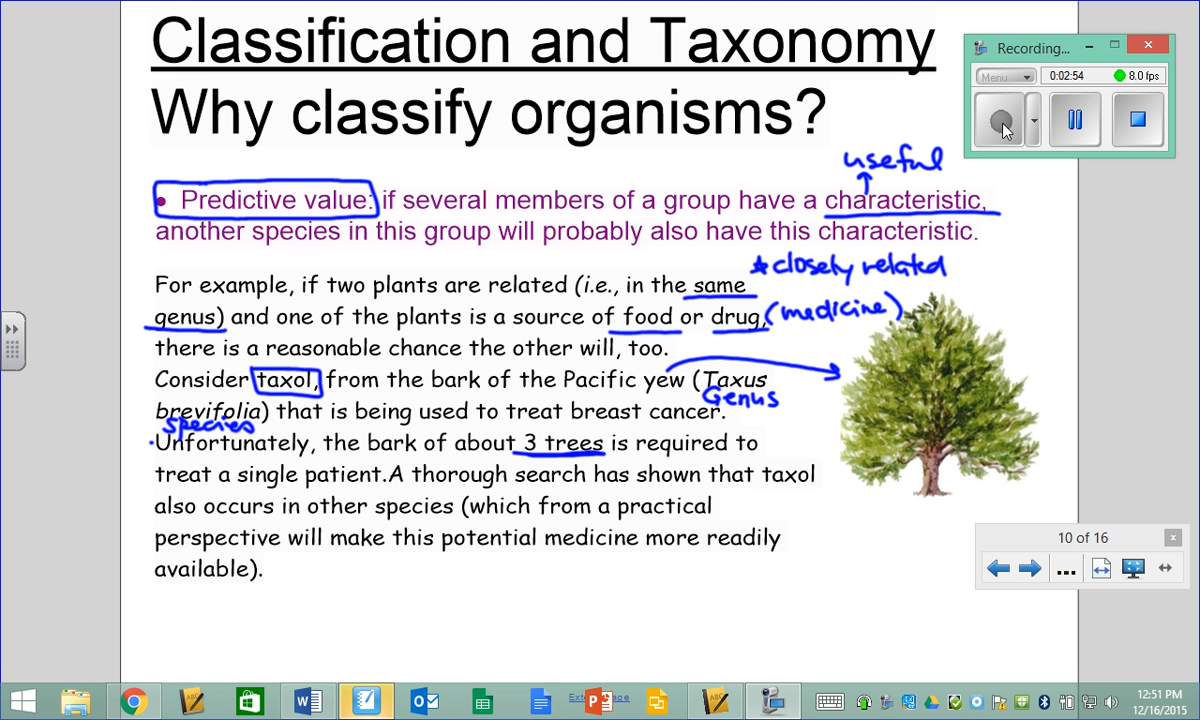 Classification and Taxonomy
Why classify organisms?
Recording...
Menu
0:02:54
8.0 fps
useful
• Predictive value: if several members of a group have a characteristic,
another species in this group will probably also have this characteristic.
* closely related
For example, if two plants are related (i.e., in the same
genus) and one of the plants is a source of food or drug, (medicine)
there is a reasonable chance the other will, too.
Consider taxol, from the bark of the Pacific yew (Taxus
Genus
brevifolia) that is being used to treat breast cancer.
species
Unfortunately, the bark of about 3 trees is required to
treat a single patient.A thorough search has shown that taxol
also occurs in other species (which from a practical
perspective will make this potential medicine more readily
available).
10 of 16
12:51 PM
12/16/2015